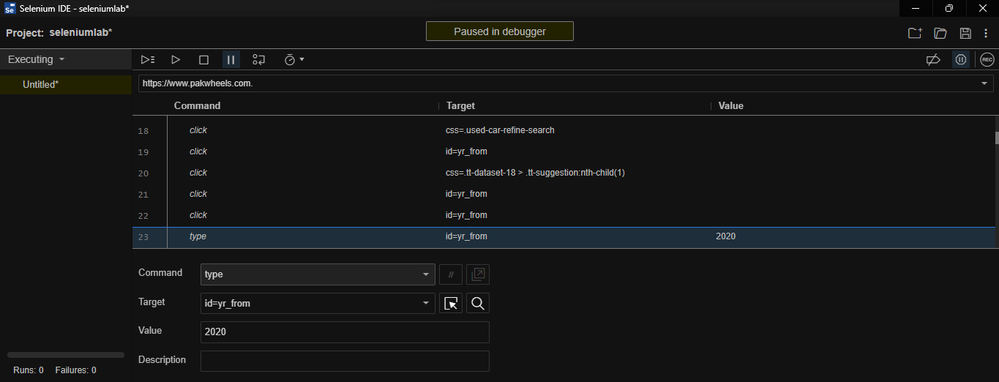 Se Selenium IDE - seleniumlab*
Project: seleniumlab*
Paused in debugger
Executing
REC
Untitled*
https://www.pakwheels.com.
Command Target Value
18 click css=.used-car-refine-search
19 click id=yr_from
20 click css=.tt-dataset-18 > .tt-suggestion:nth-child(1)
21 click id=yr_from
22 click id=yr_from
23 type id=yr_from 2020
Command type //
Target id=yr_from
Value 2020
Description
Runs: 0 Failures: 0